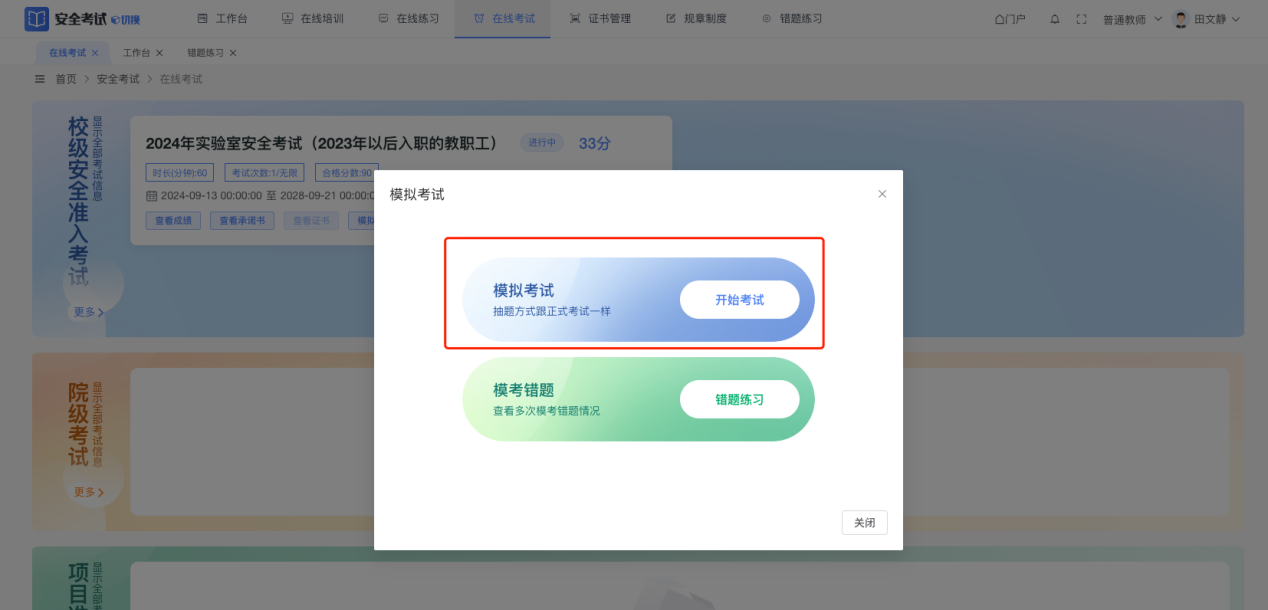 安全考试 切换 工作台 在线培训 在线练习 在线考试 证书管理 规章制度 错题练习 门户 普通教师 田文静
在线考试 × 工作台 × 错题练习 ×
首页 > 安全考试 > 在线考试
校级安全准入考试
显示全部考试信息
更多 >
2024年实验室安全考试（2023年以后入职的教职工） 进行中 33分
时长(分钟):60 考试次数:1/无限 合格分数:90
2024-09-13 00:00:00 至 2028-09-21 00:00:0
查看成绩 查看承诺书 查看证书 模拟
模拟考试 ×
模拟考试
抽题方式跟正式考试一样
开始考试
模考错题
查看多次模考错题情况
错题练习
关闭
院级考试
显示全部考试信息
更多 >
项目准
显示全部考